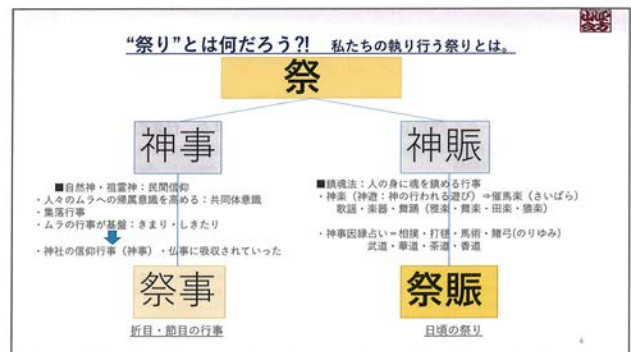 “祭り”とは何だろう?! 私たちの執り行う祭りとは。
祭
神事
■自然神・祖霊神：民間信仰
・人々のムラへの帰属意識を高める：共同体意識
・集落行事
・ムラの行事が基盤：きまり・しきたり
・神社の信仰行事（神事）・仏事に吸収されていった
祭事
折目・節目の行事
神賑
■鎮魂法：人の身に魂を鎮める行事
・神楽（神遊：神の行われる遊び）⇒催馬楽（さいばら）
歌謡・楽器・舞踊（雅楽・舞楽・田楽・猿楽）
・神事因縁占い＝相撲・打毬・馬術・賭弓(のりゆみ)
武道・華道・茶道・香道
祭賑
日頃の祭り